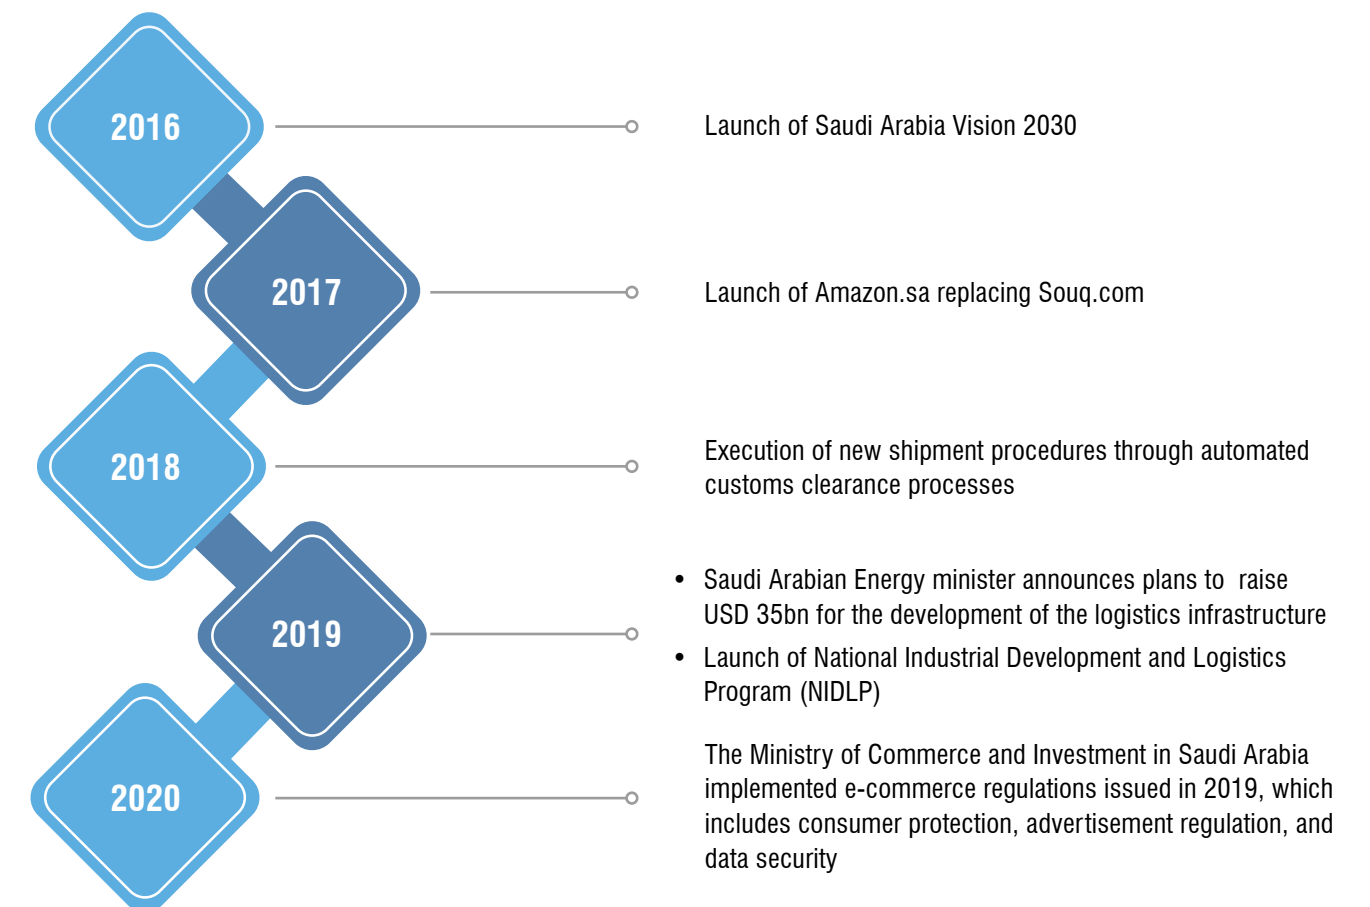 2016
Launch of Saudi Arabia Vision 2030
2017
Launch of Amazon.sa replacing Souq.com
2018
Execution of new shipment procedures through automated
customs clearance processes
2019
• Saudi Arabian Energy minister announces plans to  raise
USD 35bn for the development of the logistics infrastructure
• Launch of National Industrial Development and Logistics
Program (NIDLP)
2020
The Ministry of Commerce and Investment in Saudi Arabia
implemented e-commerce regulations issued in 2019, which
includes consumer protection, advertisement regulation, and
data security